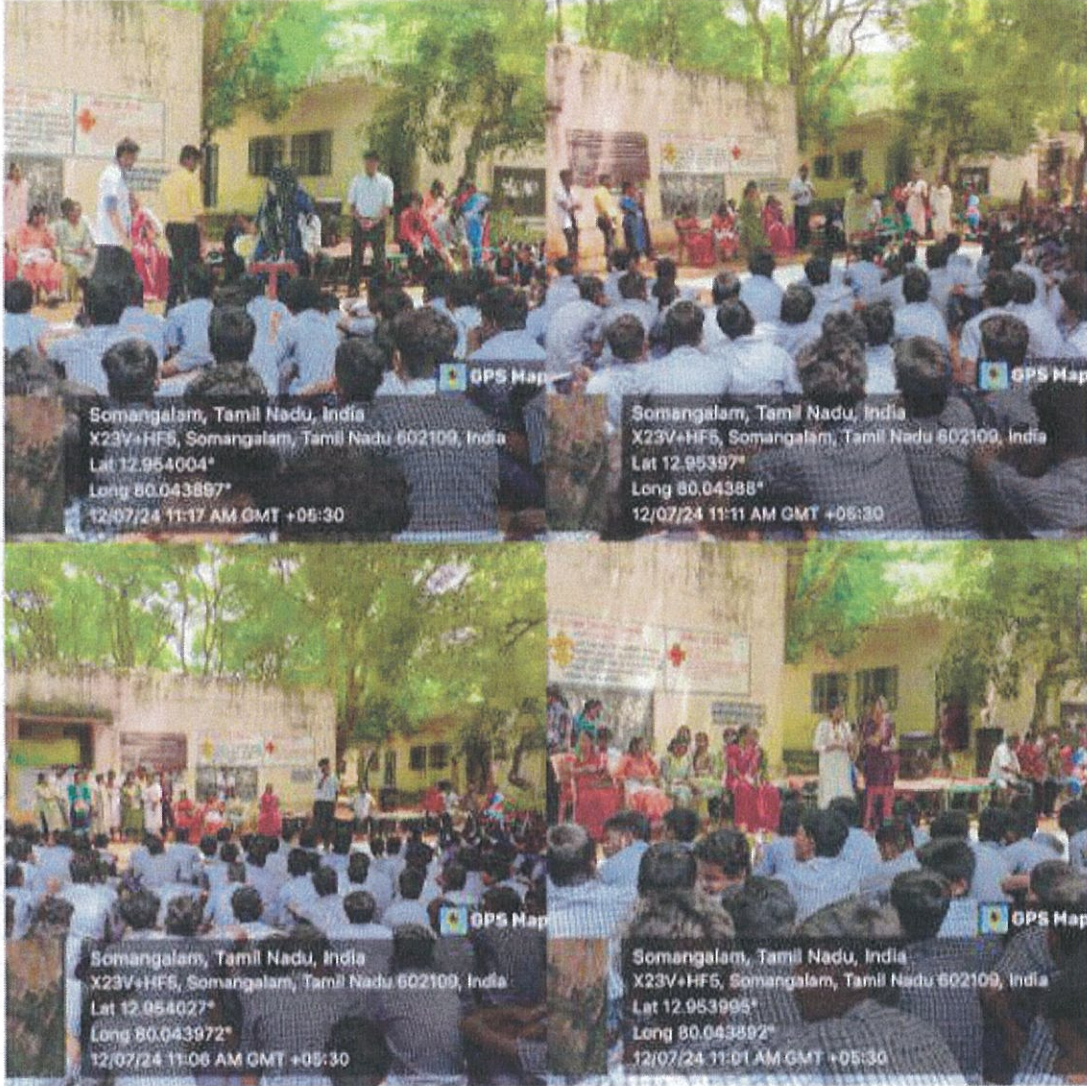 GPS Map
Somangalam, Tamil Nadu, India
X23V+HF5, Somangalam, Tamil Nadu 602109, India
Lat 12.954004°
Long 80.043897°
12/07/24 11:17 AM GMT +05:30
GPS Map
Somangalam, Tamil Nadu, India
X23V+HF5, Somangalam, Tamil Nadu 602109, India
Lat 12.95397°
Long 80.04388°
12/07/24 11:11 AM GMT +05:30
GPS Map
Somangalam, Tamil Nadu, India
X23V+HF5, Somangalam, Tamil Nadu 602109, India
Lat 12.954027°
Long 80.043972°
12/07/24 11:06 AM GMT +05:30
GPS Map
Somangalam, Tamil Nadu, India
X23V+HF5, Somangalam, Tamil Nadu 602109, India
Lat 12.953995°
Long 80.043892°
12/07/24 11:01 AM GMT +05:30